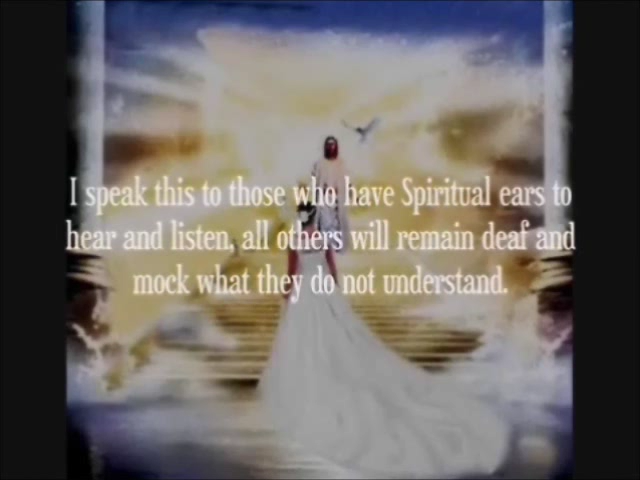 I speak this to those who have Spiritual ears to
hear and listen, all others will remain deaf and
mock what they do not understand.